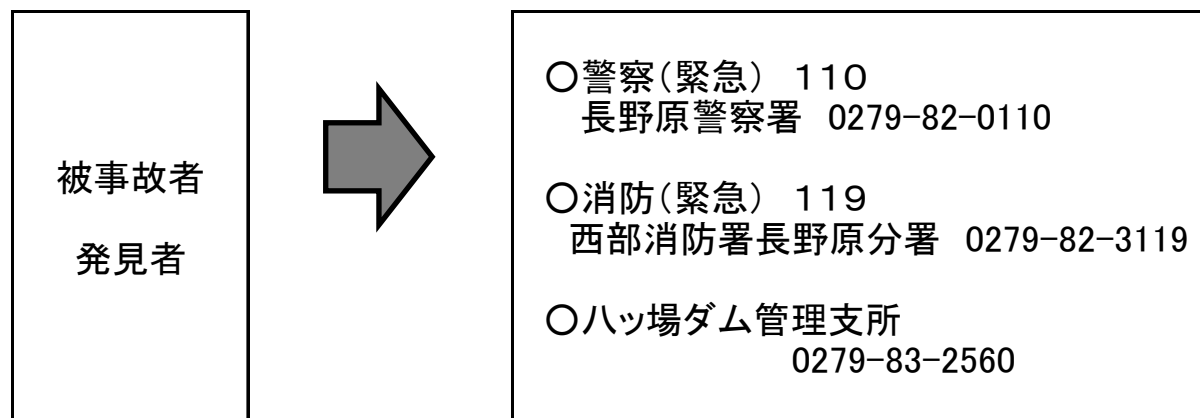 被事故者
発見者
○警察(緊急) 110
長野原警察署 0279-82-0110
○消防(緊急) 119
西部消防署長野原分署 0279-82-3119
○八ッ場ダム管理支所
0279-83-2560